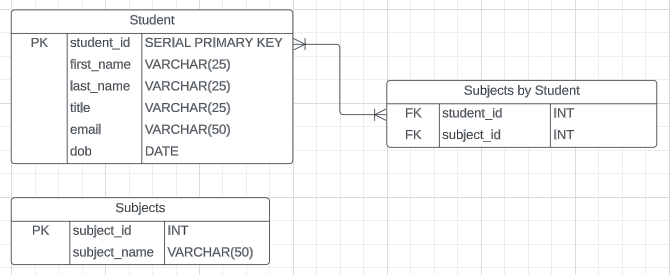 Student
PK student_id SERIAL PRIMARY KEY
first_name VARCHAR(25)
last_name VARCHAR(25)
title VARCHAR(25)
email VARCHAR(50)
dob DATE
Subjects by Student
FK student_id INT
FK subject_id INT
Subjects
PK subject_id INT
subject_name VARCHAR(50)